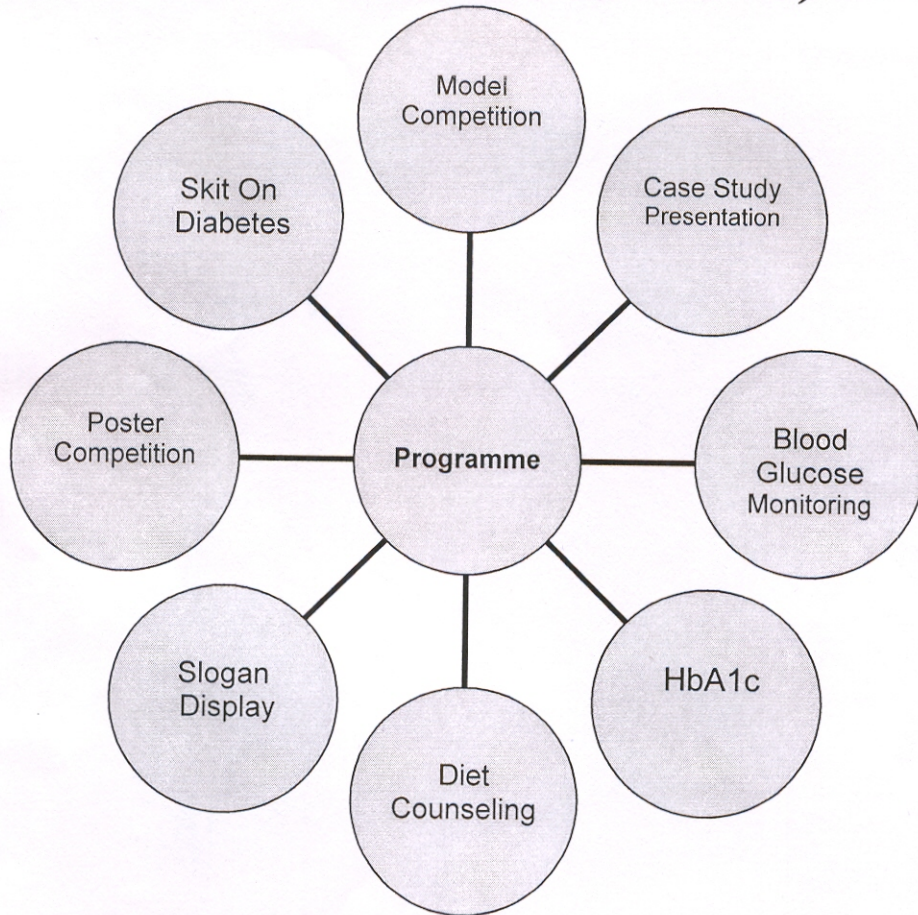 Model
Competition
Case Study
Presentation
Skit On
Diabetes
Programme
Poster
Competition
Blood
Glucose
Monitoring
Slogan
Display
HbA1c
Diet
Counseling